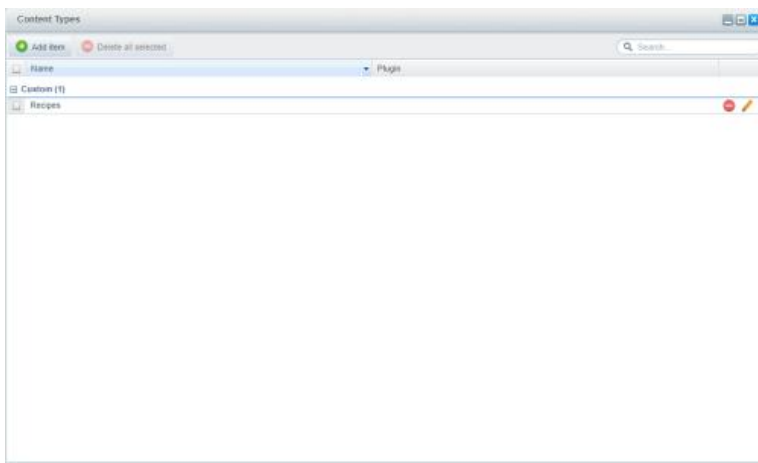 Content Types
Add item Delete all selected Search...
Name Plugin
Custom (1)
Recipes